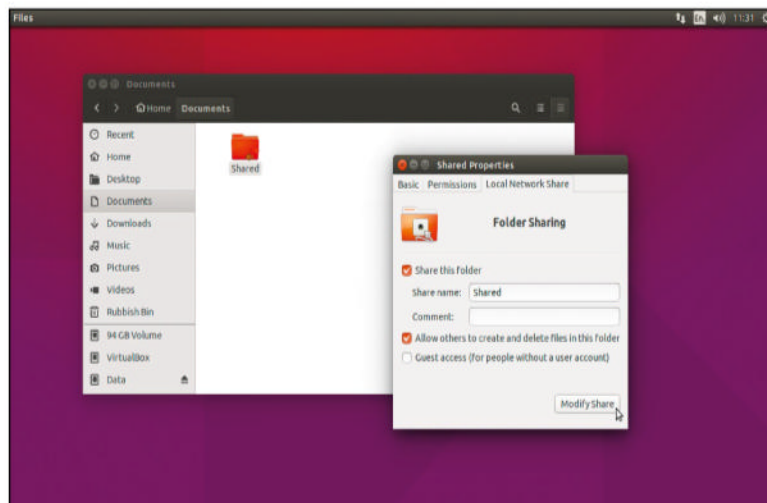 Files
En
11:31
Documents
Home Documents
Recent
Home
Desktop
Documents
Downloads
Music
Pictures
Videos
Rubbish Bin
94 GB Volume
VirtualBox
Data
Shared
Shared Properties
Basic Permissions Local Network Share
Folder Sharing
Share this folder
Share name: Shared
Comment:
Allow others to create and delete files in this folder
Guest access (for people without a user account)
Modify Share